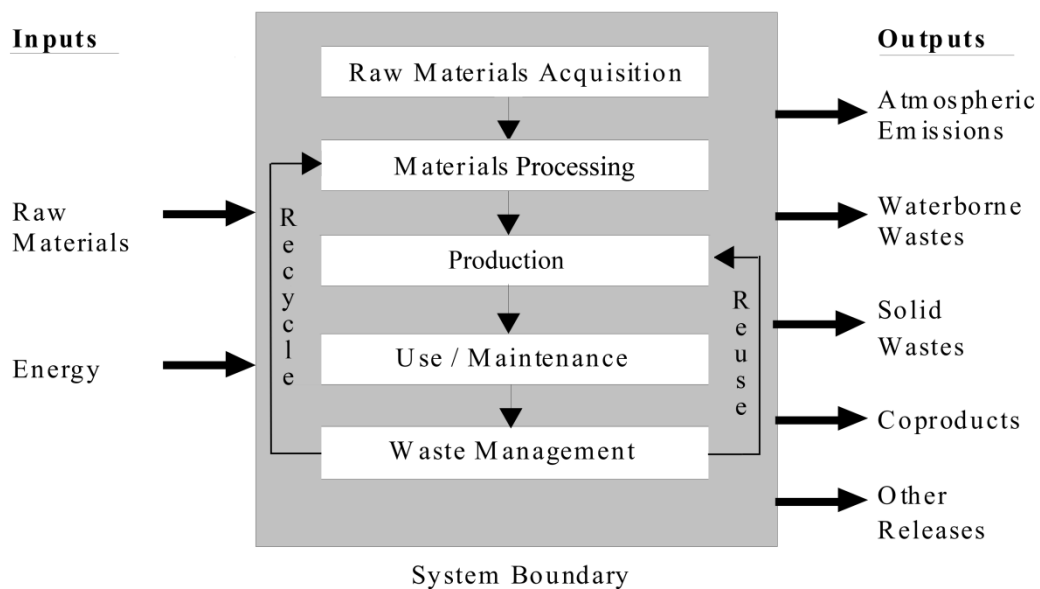 Inputs
Raw
Materials
Energy
Raw Materials Acquisition
Materials Processing
Production
Use / Maintenance
Waste Management
Recycle
Reuse
System Boundary
Outputs
Atmospheric
Emissions
Waterborne
Wastes
Solid
Wastes
Coproducts
Other
Releases